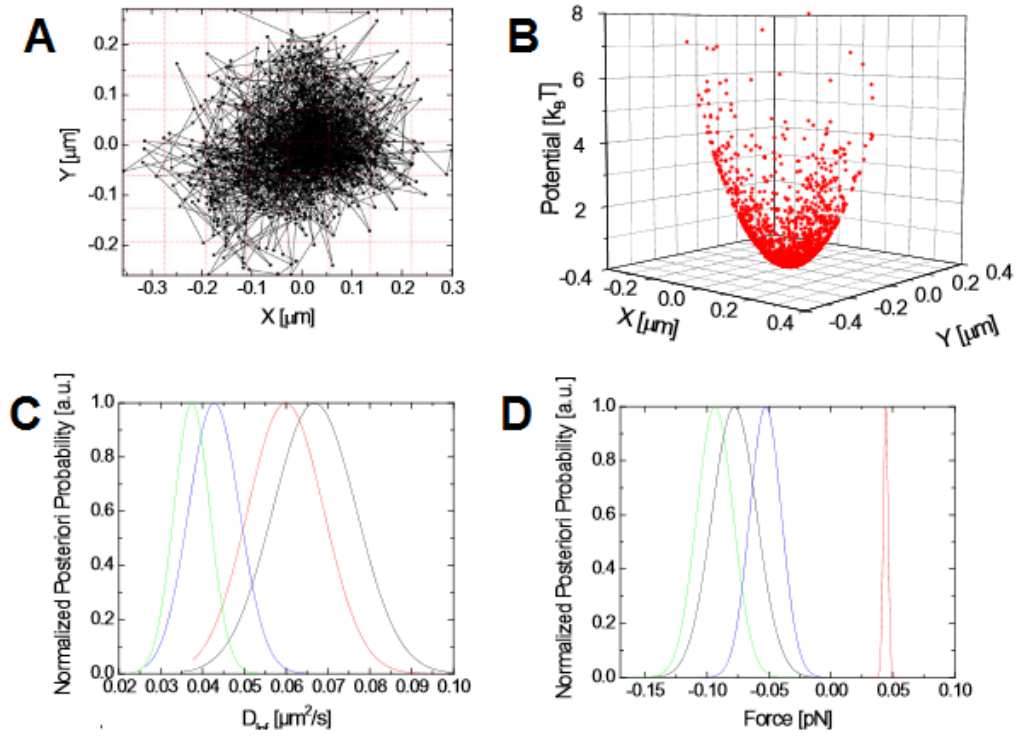 A
0.2
0.1
0.0
-0.1
-0.2
Y [µm]
-0.3 -0.2 -0.1 0.0 0.1 0.2 0.3
X [µm]
B
8
6
4
2
Potential [kBT]
-0.4 -0.2 0.0 0.2 0.4
X [µm]
-0.4 -0.2 0.0 0.2 0.4
Y [µm]
C
Normalized Posteriori Probability [a.u.]
1.0
0.8
0.6
0.4
0.2
0.0
0.02 0.03 0.04 0.05 0.06 0.07 0.08 0.09 0.10
[µm²/s]
D
Normalized Posteriori Probability [a.u.]
1.0
0.8
0.6
0.4
0.2
0.0
-0.15 -0.10 -0.05 0.00 0.05 0.10
Force [pN]